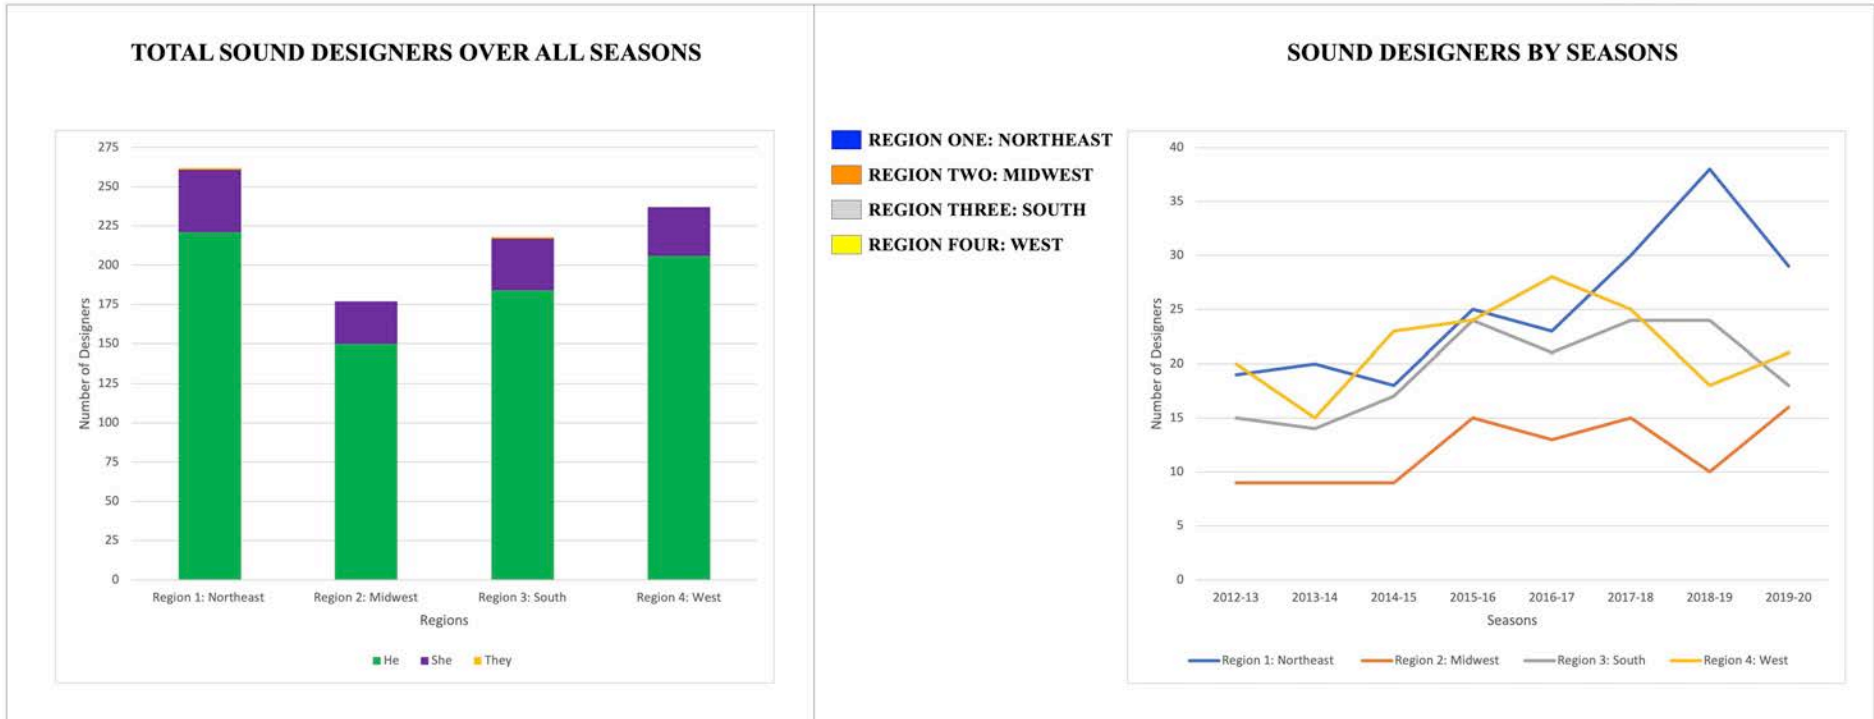 TOTAL SOUND DESIGNERS OVER ALL SEASONS
275
250
225
200
175
150
125
100
75
50
25
0
Number of Designers
Region 1: Northeast
Region 2: Midwest
Region 3: South
Region 4: West
Regions
He
She
They
SOUND DESIGNERS BY SEASONS
REGION ONE: NORTHEAST
REGION TWO: MIDWEST
REGION THREE: SOUTH
REGION FOUR: WEST
40
35
30
25
20
15
10
5
0
Number of Designers
2012-13
2013-14
2014-15
2015-16
2016-17
2017-18
2018-19
2019-20
Seasons
Region 1: Northeast
Region 2: Midwest
Region 3: South
Region 4: West